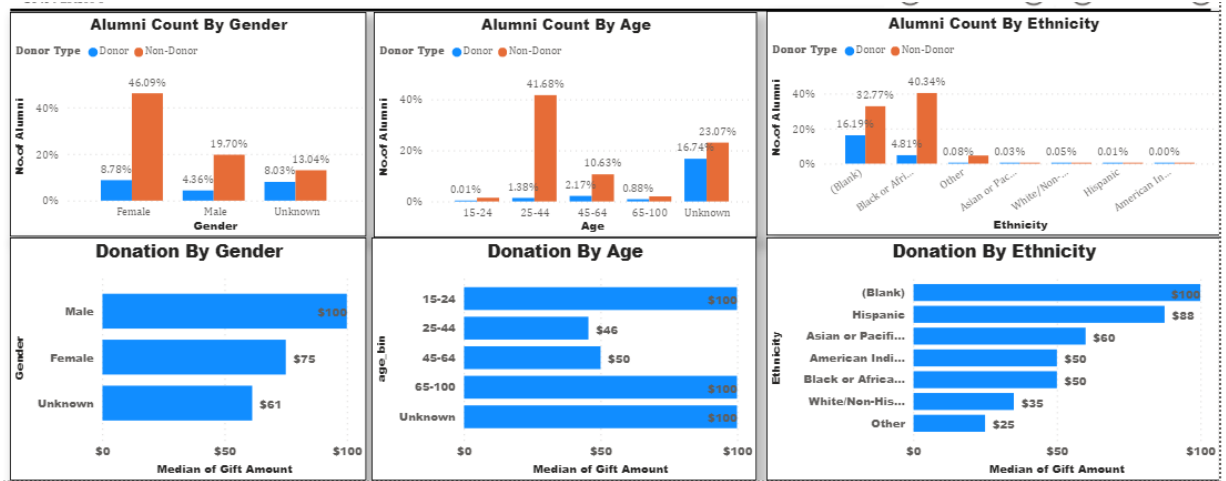 Alumni Count By Gender
Donor Type Donor Non-Donor
No.of Alumni
40%
20%
0%
8.78%
46.09%
4.36%
19.70%
8.03%
13.04%
Female
Male
Unknown
Gender
Alumni Count By Age
Donor Type Donor Non-Donor
No.of Alumni
40%
20%
0%
0.01%
1.38%
41.68%
2.17%
10.63%
0.88%
16.74%
23.07%
15-24
25-44
45-64
65-100
Unknown
Age
Alumni Count By Ethnicity
Donor Type Donor Non-Donor
No.of Alumni
40%
20%
0%
16.19%
32.77%
4.81%
40.34%
0.08%
0.03%
0.05%
0.01%
0.00%
(Blank)
Black or Afri...
Other
Asian or Pac...
White/Non-...
Hispanic
American In...
Ethnicity
Donation By Gender
Gender
Male $100
Female $75
Unknown $61
$0 $50 $100
Median of Gift Amount
Donation By Age
age_bin
15-24 $100
25-44 $46
45-64 $50
65-100 $100
Unknown $100
$0 $50 $100
Median of Gift Amount
Donation By Ethnicity
Ethnicity
(Blank) $100
Hispanic $88
Asian or Pacifi... $60
American Indi... $50
Black or Africa... $50
White/Non-His... $35
Other $25
$0 $50 $100
Median of Gift Amount